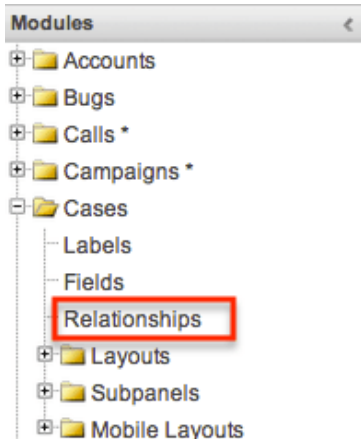 Modules
Accounts
Bugs
Calls *
Campaigns *
Cases
Labels
Fields
Relationships
Layouts
Subpanels
Mobile Layouts